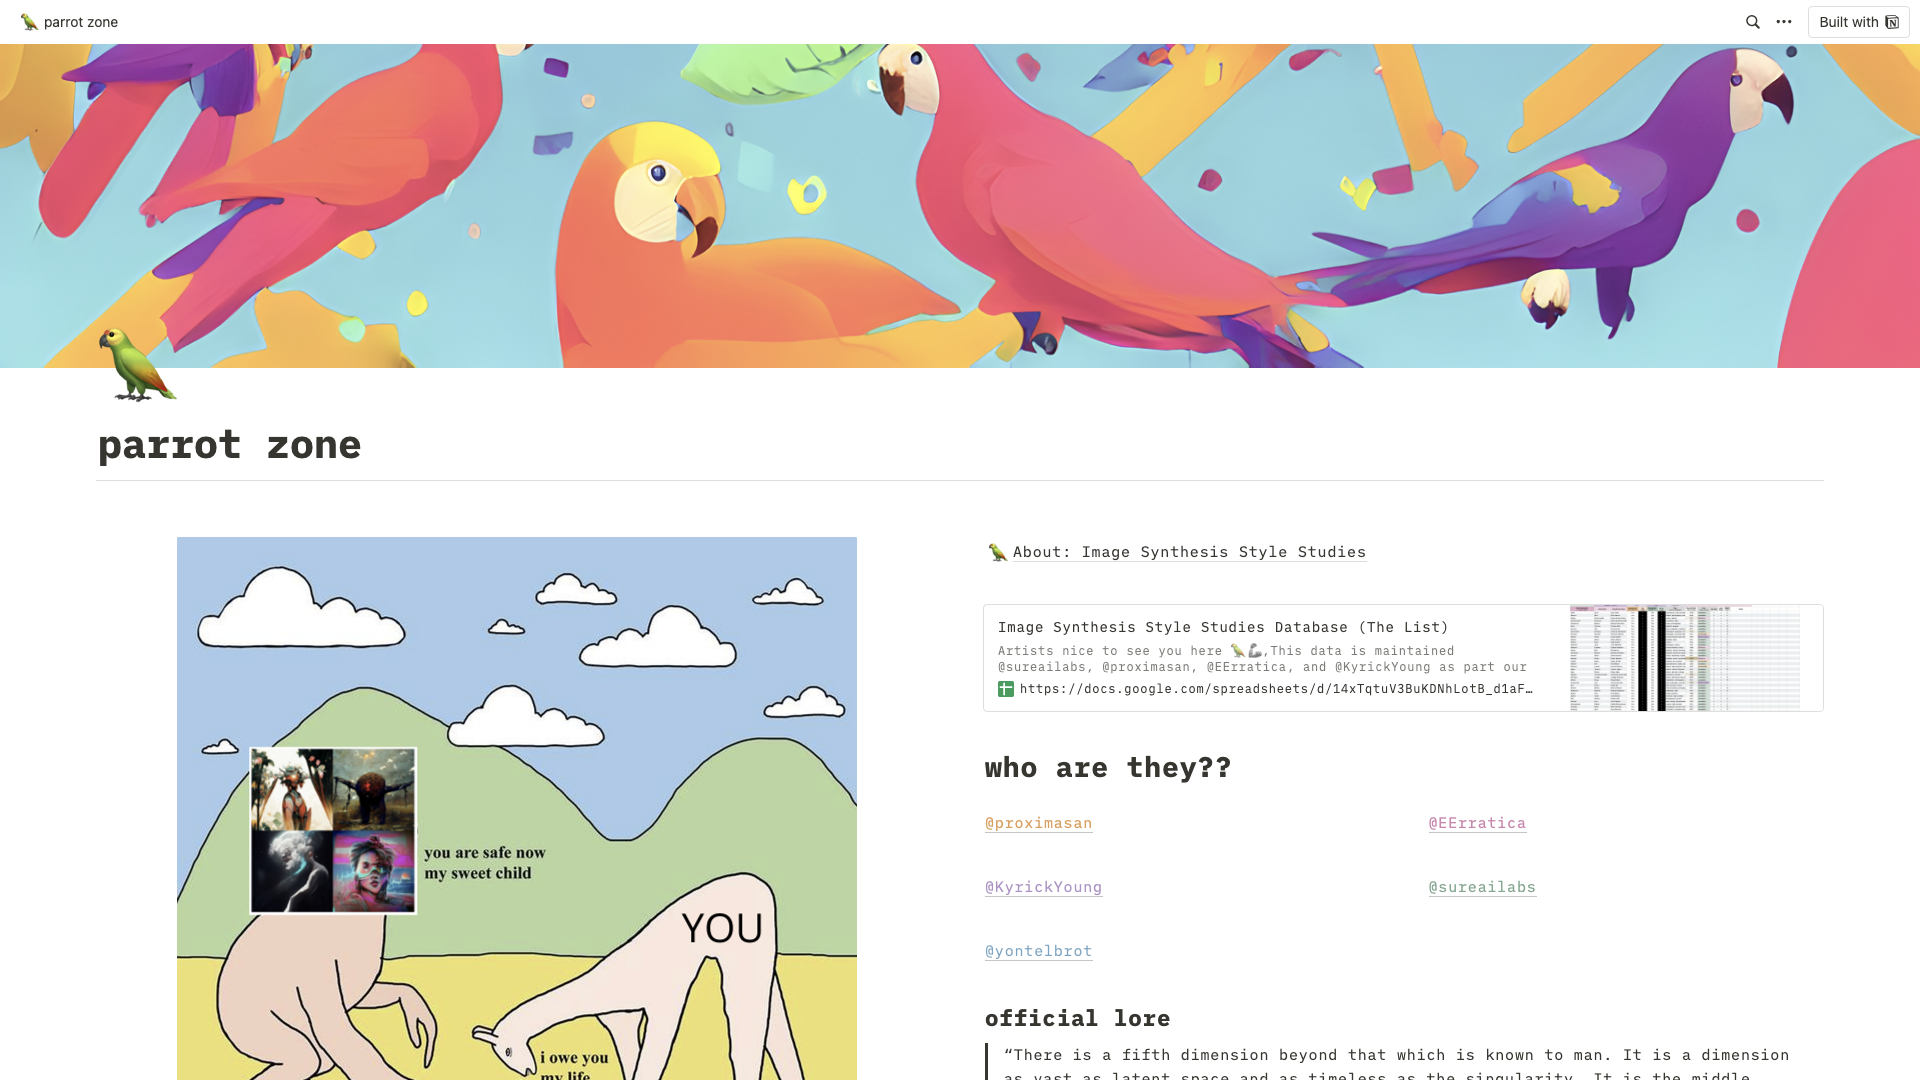 parrot zone
Built with
parrot zone
you are safe now
my sweet child
YOU
i owe you
my life
About: Image Synthesis Style Studies
Image Synthesis Style Studies Database (The List)
Artists nice to see you here 🦜🦾,This data is maintained
@sureailabs, @proximasan, @EErratica, and @KyrickYoung as part our
https://docs.google.com/spreadsheets/d/14xTqtuV3BuKDNhLotB_d1aF…
who are they??
@proximasan
@EErratica
@KyrickYoung
@sureailabs
@yontelbrot
official lore
“There is a fifth dimension beyond that which is known to man. It is a dimension
as vast as latent space and as timeless as the singularity. It is the middle